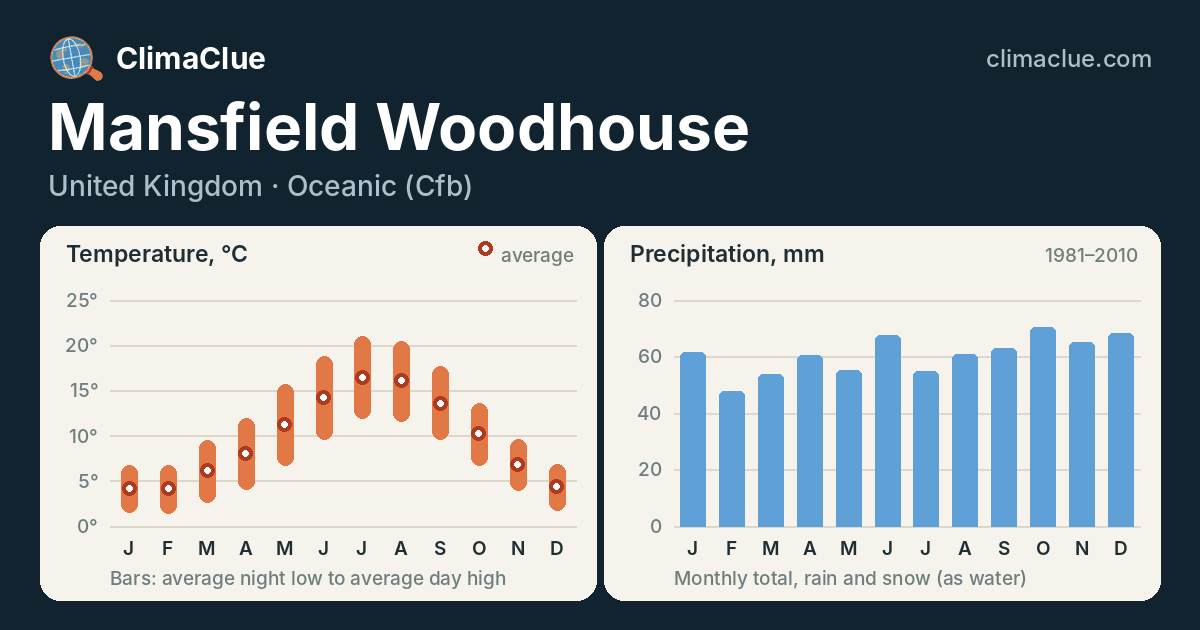 ClimaClue
climaclue.com
Mansfield Woodhouse
United Kingdom · Oceanic (Cfb)
Temperature, °C
average
25°
20°
15°
10°
5°
0°
J F M A M J J A S O N D
Bars: average night low to average day high
Precipitation, mm
1981–2010
80
60
40
20
0
J F M A M J J A S O N D
Monthly total, rain and snow (as water)